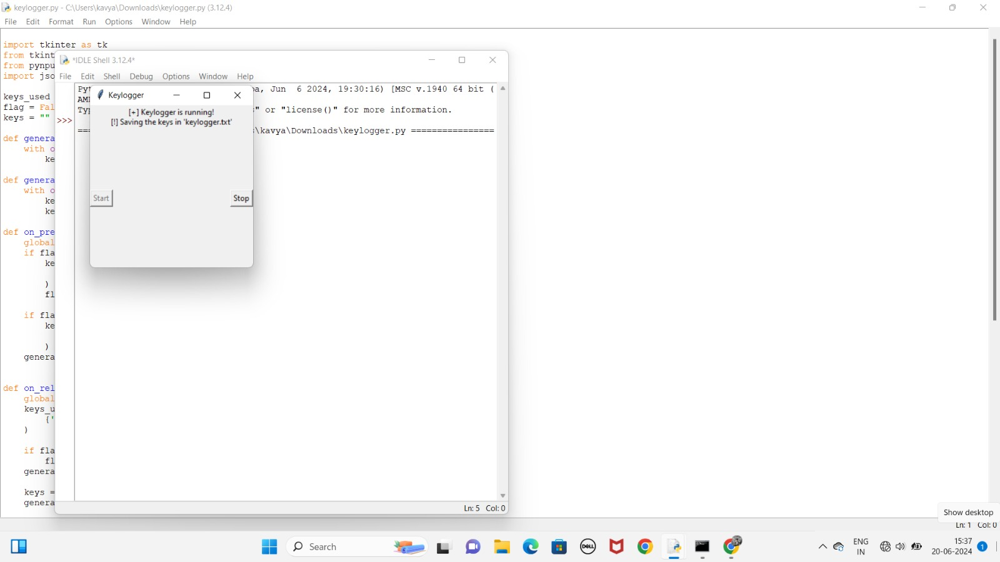 keylogger.py - C:\Users\kavya\Downloads\keylogger.py (3.12.4)
File Edit Format Run Options Window Help
import tkinter as tk
from tkint
from pynpu
import jso
keys_used
flag = Fal
keys = ""
def genera
with o
ke
def genera
with o
ke
ke
def on_pre
global
if fla
ke
)
fl
if fla
ke
)
genera
def on_rel
global
keys_u
{'
)
if fla
fl
genera
keys =
genera
*IDLE Shell 3.12.4*
File Edit Shell Debug Options Window Help
Pyt
a, Jun 6 2024, 19:30:16) [MSC v.1940 64 bit (
AM
Typ
" or "license()" for more information.
>>>
=== s\kavya\Downloads\keylogger.py ================
Ln: 5 Col: 0
Keylogger
[+] Keylogger is running!
[!] Saving the keys in 'keylogger.txt'
Start Stop
Show desktop
Ln: 1 Col: 0
Search
DELL
ENG
IN
15:37
20-06-2024
1